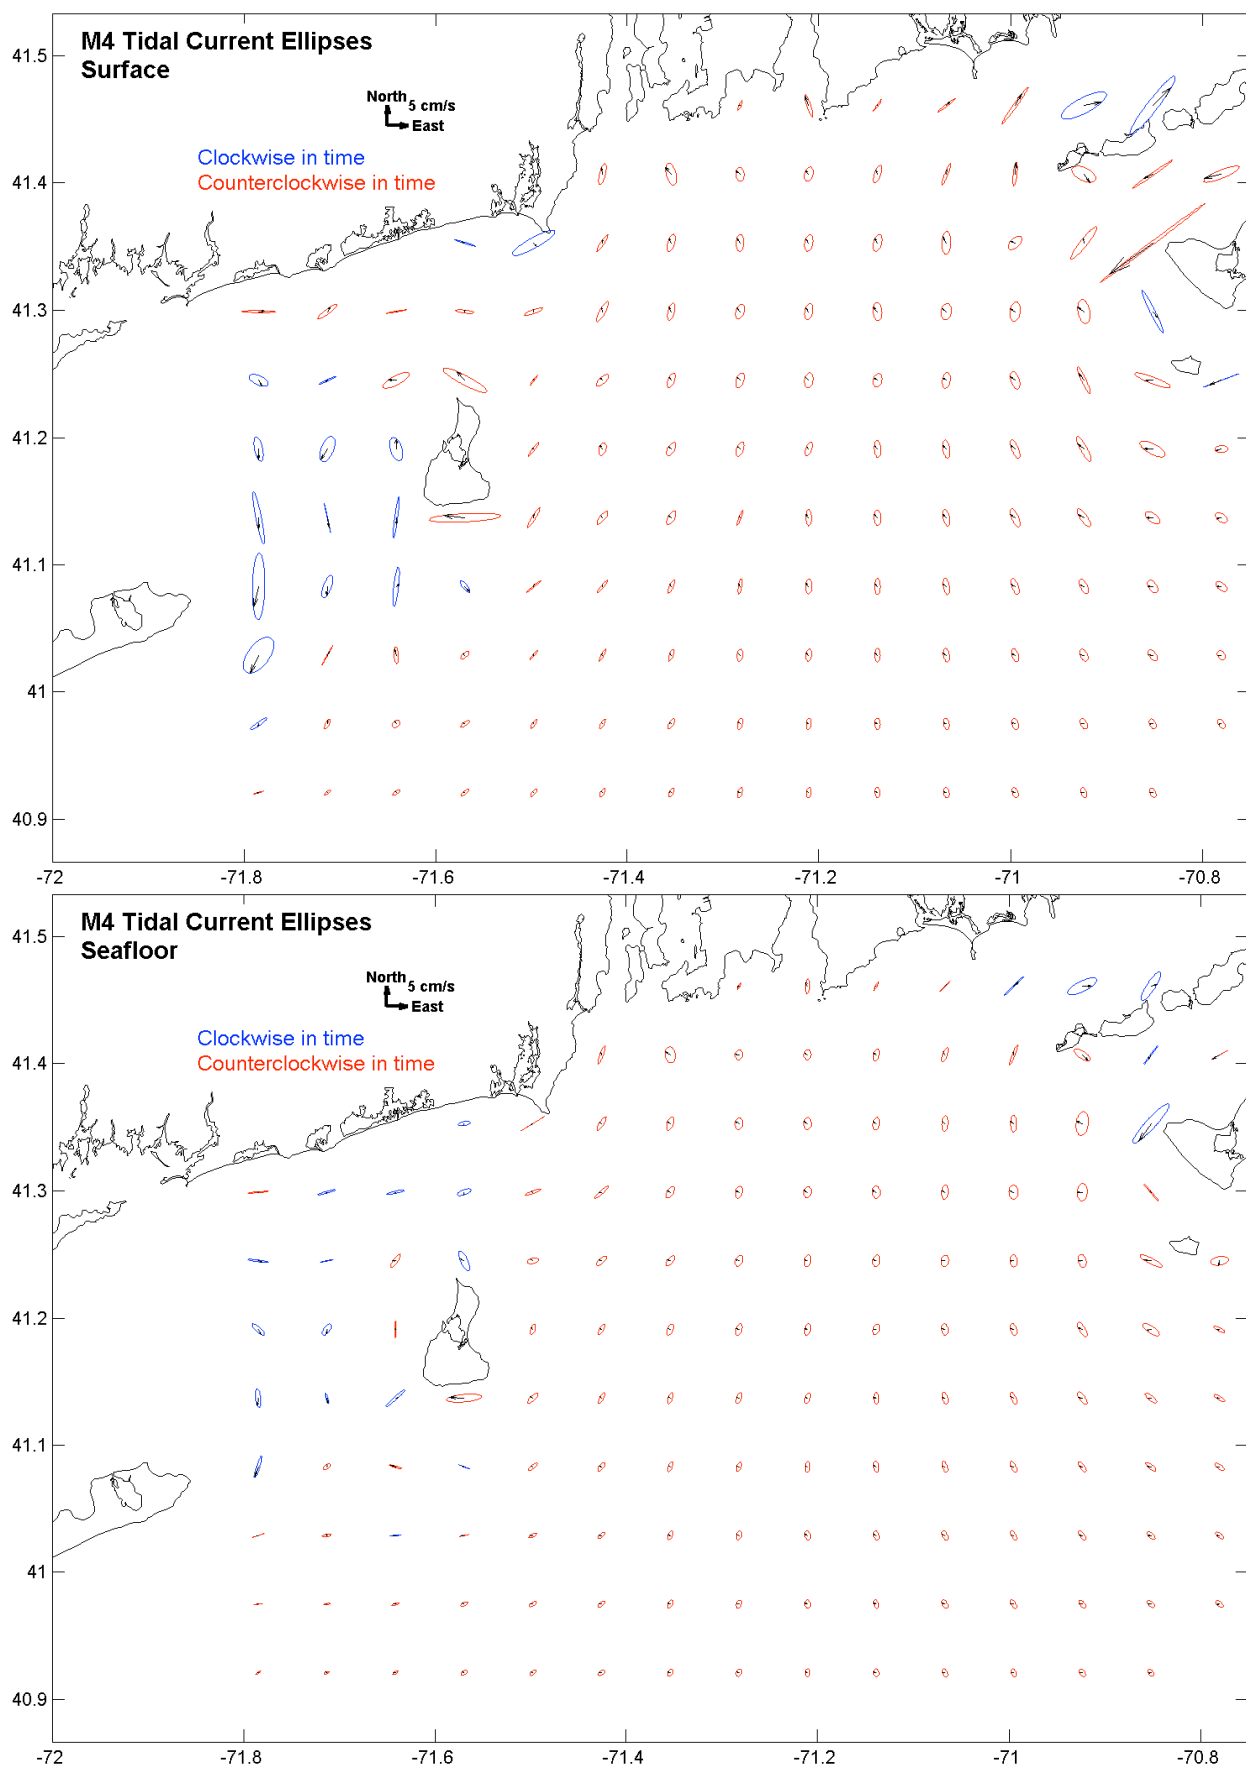 M4 Tidal Current Ellipses
Surface
North 5 cm/s
East
Clockwise in time
Counterclockwise in time
41.5
41.4
41.3
41.2
41.1
41
40.9
-72 -71.8 -71.6 -71.4 -71.2 -71 -70.8
M4 Tidal Current Ellipses
Seafloor
North 5 cm/s
East
Clockwise in time
Counterclockwise in time
41.5
41.4
41.3
41.2
41.1
41
40.9
-72 -71.8 -71.6 -71.4 -71.2 -71 -70.8